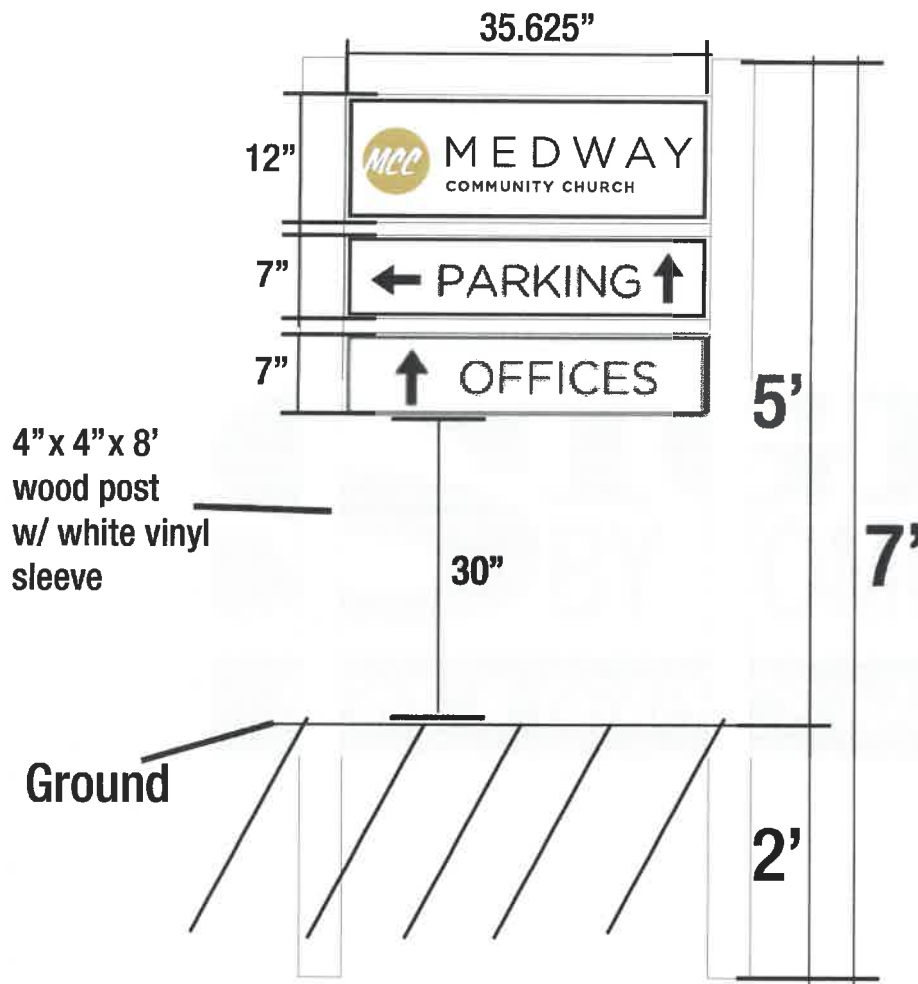 35.625”
12”
MCC
MEDWAY
COMMUNITY CHURCH
7”
PARKING
7”
OFFICES
5’
4” x 4” x 8’
wood post
w/ white vinyl
sleeve
30”
7’
Ground
2’